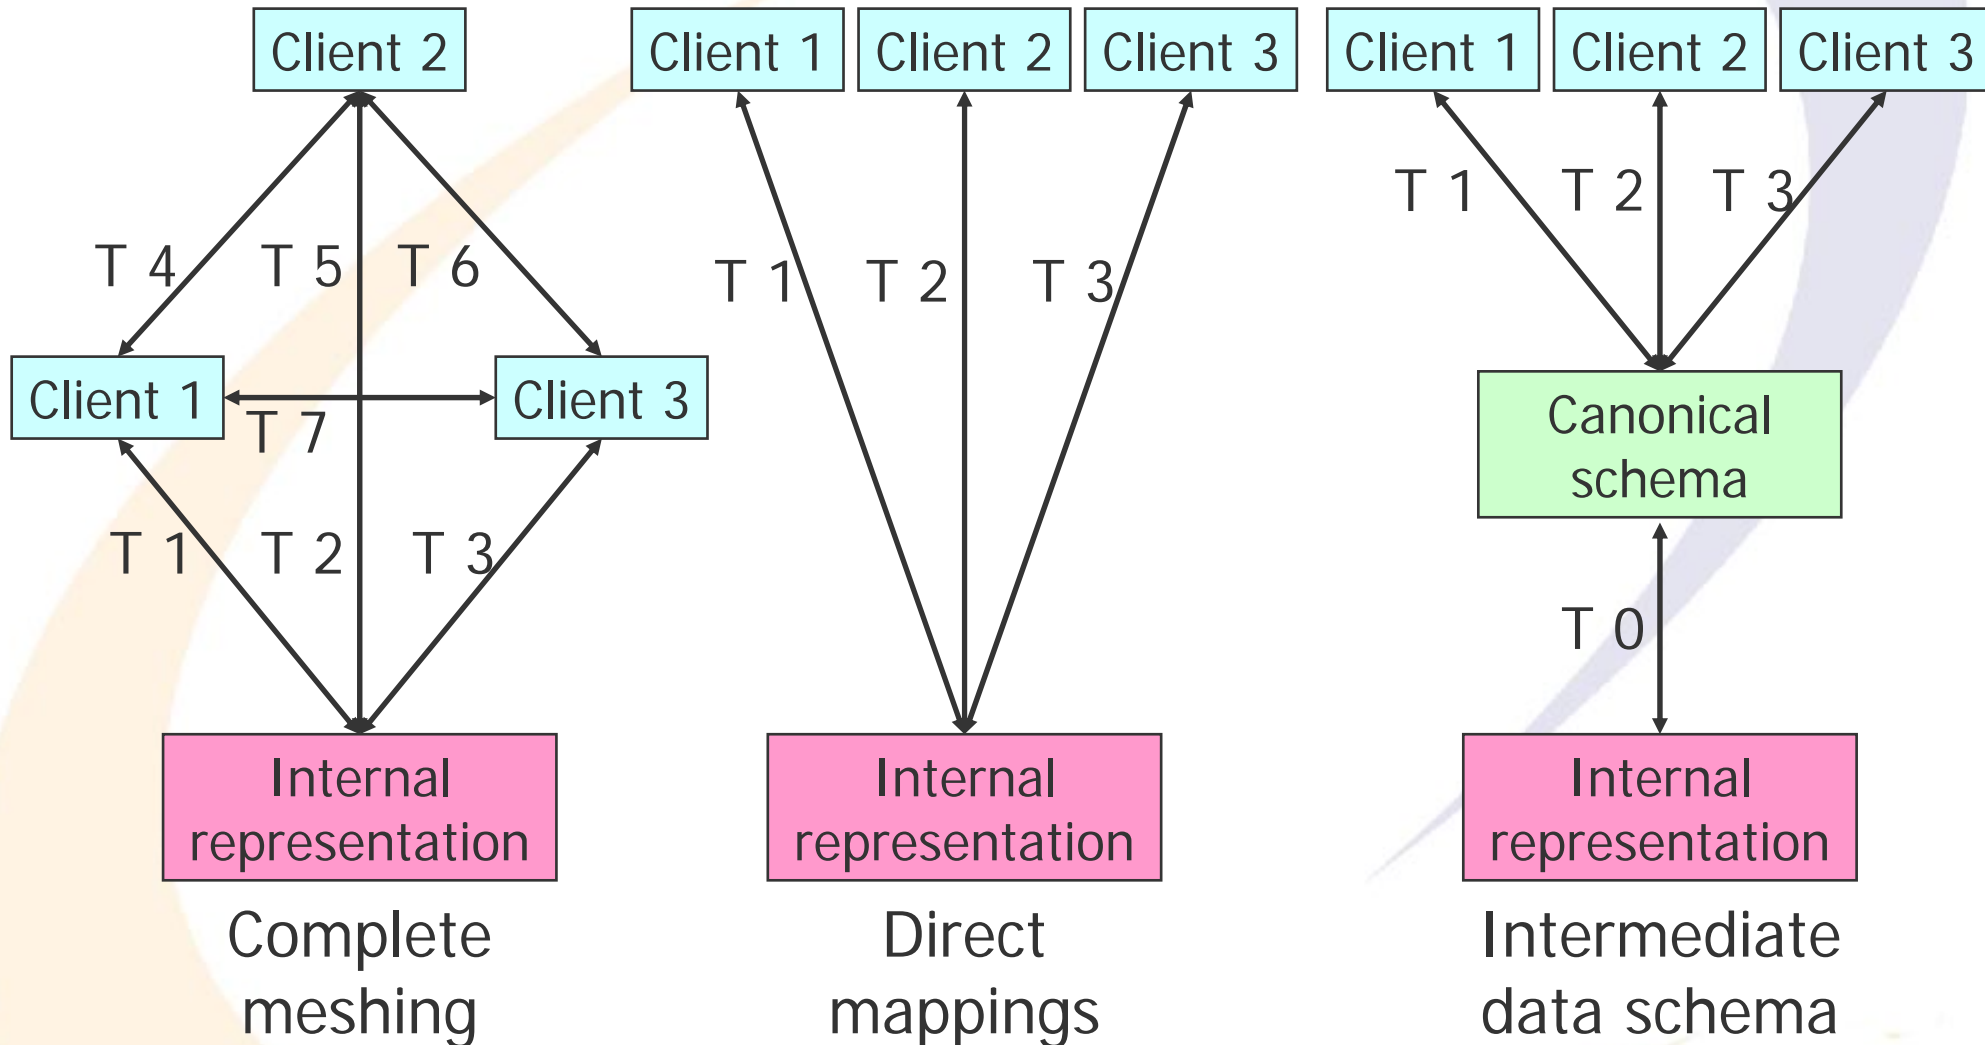 Client 2
T 4
T 5
T 6
Client 1
Client 3
T 7
T 1
T 2
T 3
Internal
representation
Complete
meshing
Client 1
Client 2
Client 3
T 1
T 2
T 3
Internal
representation
Direct
mappings
Client 1
Client 2
Client 3
T 1
T 2
T 3
Canonical
schema
T 0
Internal
representation
Intermediate
data schema